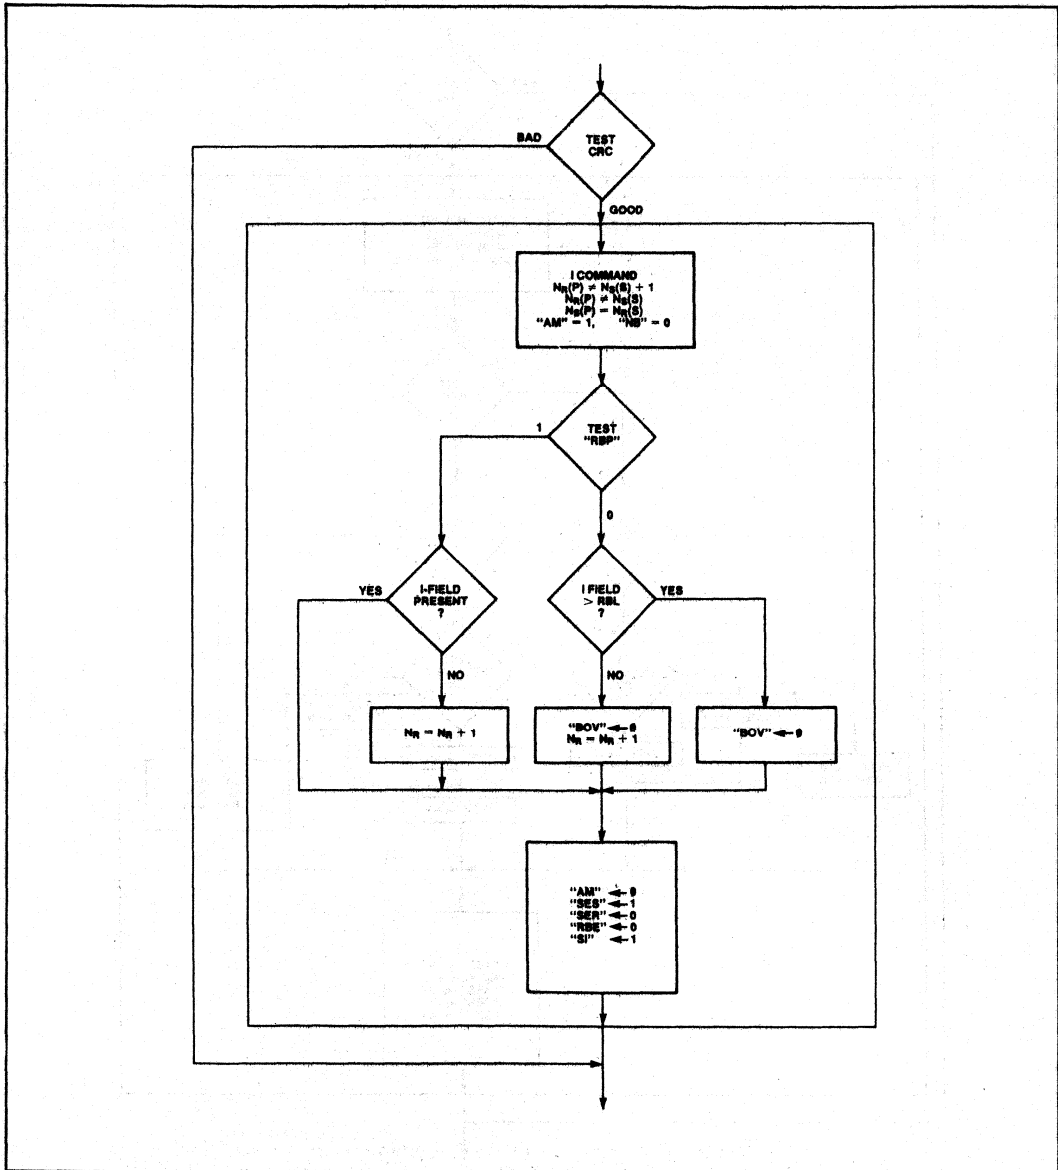 TEST
CRC
BAD
GOOD
I COMMAND
NR(P) ≠ NS(S) + 1
NR(P) ≠ NS(S)
NS(P) = NR(S)
"AM" = 1, "NB" = 0
TEST
"RBP"
1
0
I-FIELD
PRESENT
?
YES
NO
I FIELD
> RBL
?
YES
NO
NR = NR + 1
"BOV" ← 0
NR = NR + 1
"BOV" ← 0
"AM" ← 0
"SES" ← 1
"SER" ← 0
"RBE" ← 0
"SI" ← 1